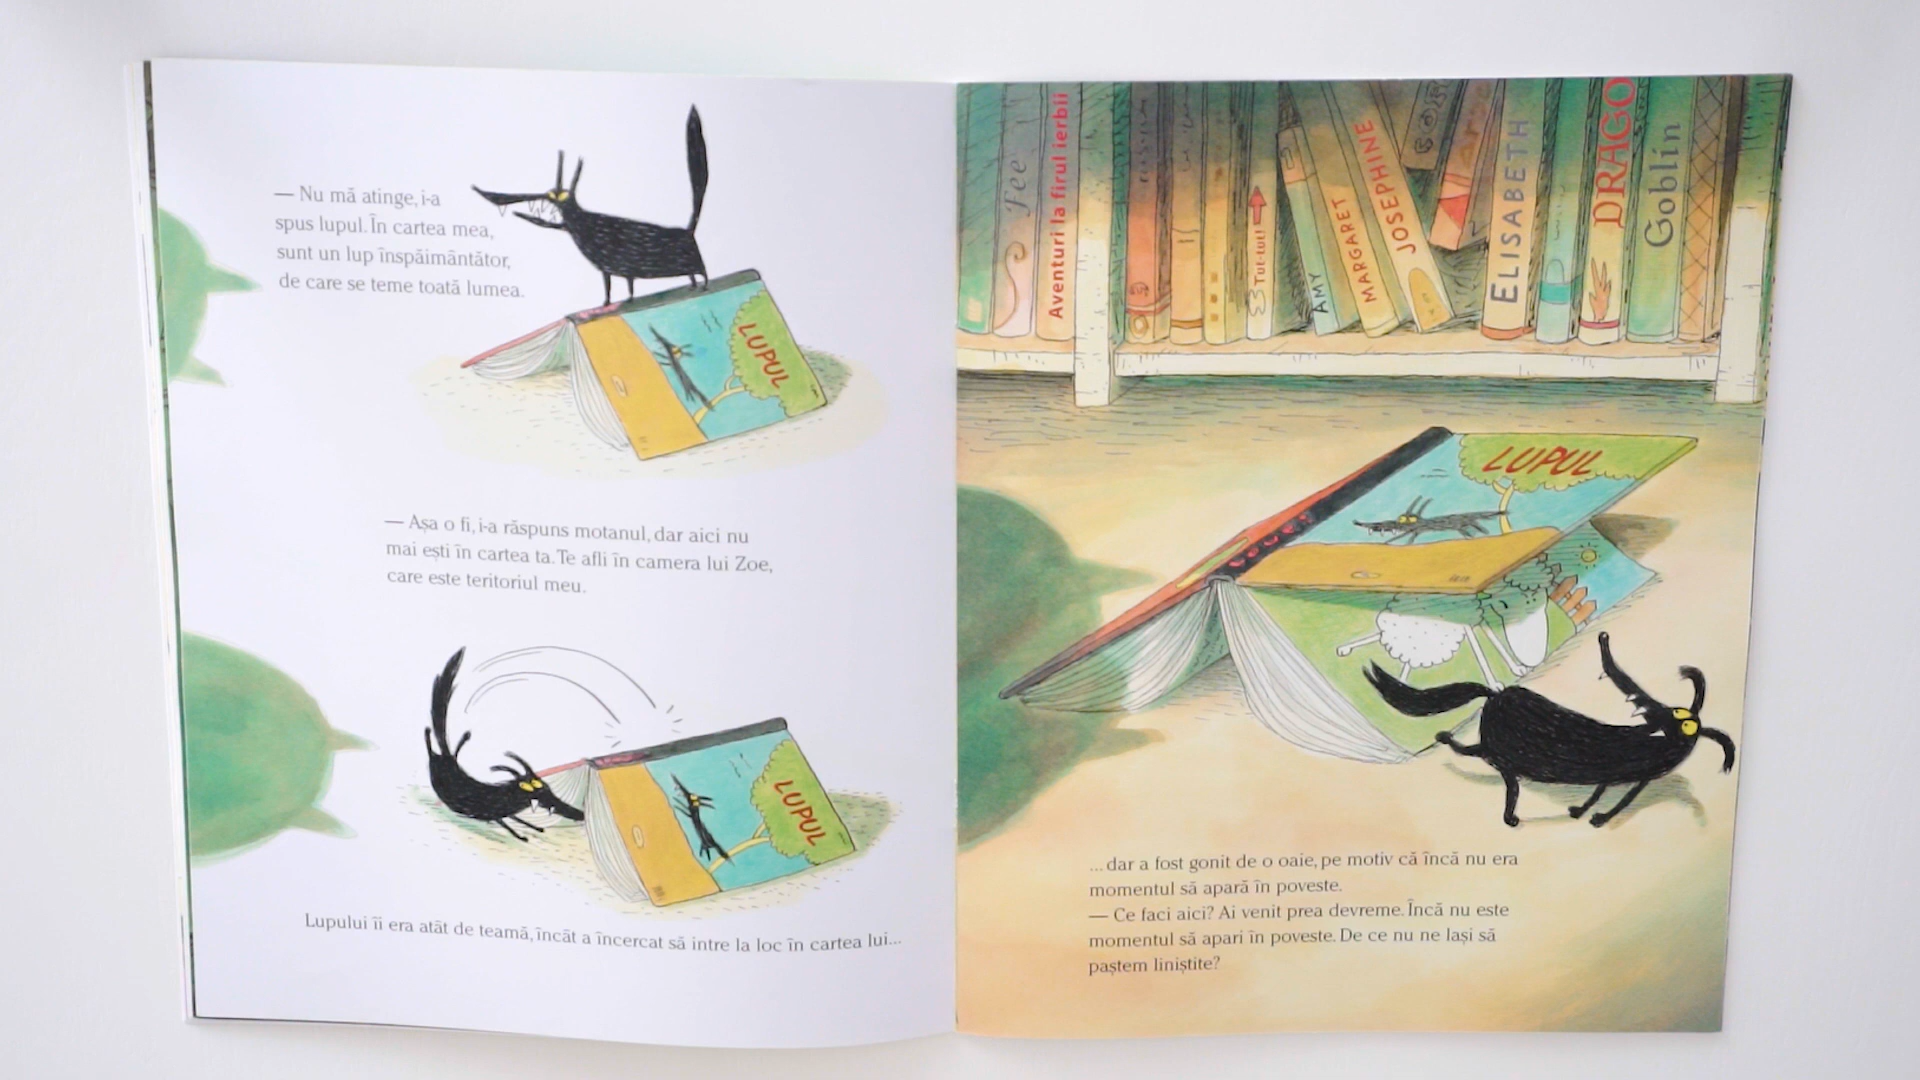 — Nu mă atinge, i-a
spus lupul. În cartea mea,
sunt un lup înspăimântător,
de care se teme toată lumea.
LUPUL
— Așa o fi, i-a răspuns motanul, dar aici nu
mai ești în cartea ta. Te afli în camera lui Zoe,
care este teritoriul meu.
LUPUL
Lupului îi era atât de teamă, încât a încercat să intre la loc în cartea lui...
Fee
Aventuri la firul ierbii
Tut-tut!
AMY
MARGARET
JOSEPHINE
ELISABETH
DRAGO
Goblin
LUPUL
... dar a fost gonit de o oaie, pe motiv că încă nu era
momentul să apară în poveste.
— Ce faci aici? Ai venit prea devreme. Încă nu este
momentul să apari în poveste. De ce nu ne lași să
paștem liniștite?